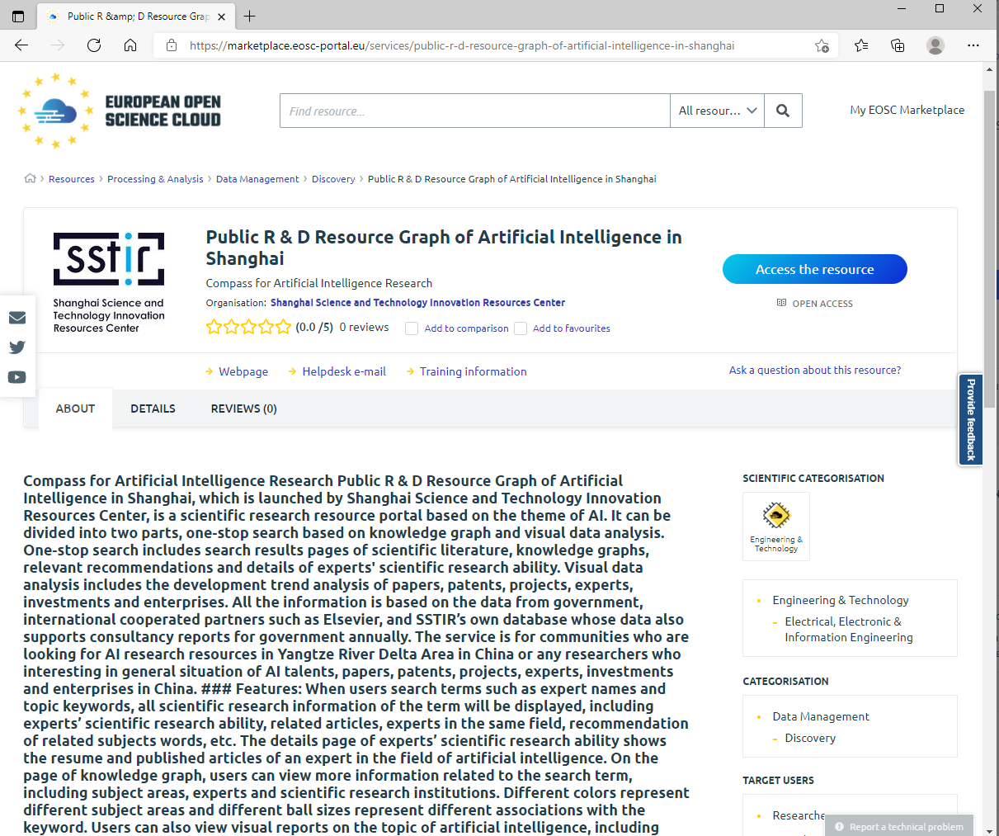 Public R &amp; D Resource Grap
https://marketplace.eosc-portal.eu/services/public-r-d-resource-graph-of-artificial-intelligence-in-shanghai
EUROPEAN OPEN
SCIENCE CLOUD
Find resource...
All resour...
My EOSC Marketplace
Resources › Processing & Analysis › Data Management › Discovery › Public R & D Resource Graph of Artificial Intelligence in Shanghai
sstir
Shanghai Science and
Technology Innovation
Resources Center
Public R & D Resource Graph of Artificial Intelligence in
Shanghai
Compass for Artificial Intelligence Research
Organisation: Shanghai Science and Technology Innovation Resources Center
(0.0 /5) 0 reviews Add to comparison Add to favourites
Access the resource
OPEN ACCESS
Webpage Helpdesk e-mail Training information
Ask a question about this resource?
Provide feedback
ABOUT DETAILS REVIEWS (0)
Compass for Artificial Intelligence Research Public R & D Resource Graph of Artificial
Intelligence in Shanghai, which is launched by Shanghai Science and Technology Innovation
Resources Center, is a scientific research resource portal based on the theme of AI. It can be
divided into two parts, one-stop search based on knowledge graph and visual data analysis.
One-stop search includes search results pages of scientific literature, knowledge graphs,
relevant recommendations and details of experts' scientific research ability. Visual data
analysis includes the development trend analysis of papers, patents, projects, experts,
investments and enterprises. All the information is based on the data from government,
international cooperated partners such as Elsevier, and SSTIR’s own database whose data also
supports consultancy reports for government annually. The service is for communities who are
looking for AI research resources in Yangtze River Delta Area in China or any researchers who
interesting in general situation of AI talents, papers, patents, projects, experts, investments
and enterprises in China. ### Features: When users search terms such as expert names and
topic keywords, all scientific research information of the term will be displayed, including
experts’ scientific research ability, related articles, experts in the same field, recommendation
of related subjects words, etc. The details page of experts’ scientific research ability shows
the resume and published articles of an expert in the field of artificial intelligence. On the
page of knowledge graph, users can view more information related to the search term,
including subject areas, experts and scientific research institutions. Different colors represent
different subject areas and different ball sizes represent different associations with the
keyword. Users can also view visual reports on the topic of artificial intelligence, including
SCIENTIFIC CATEGORISATION
Engineering &
Technology
Engineering & Technology
Electrical, Electronic &
Information Engineering
CATEGORISATION
Data Management
Discovery
TARGET USERS
Researche
Report a technical problem